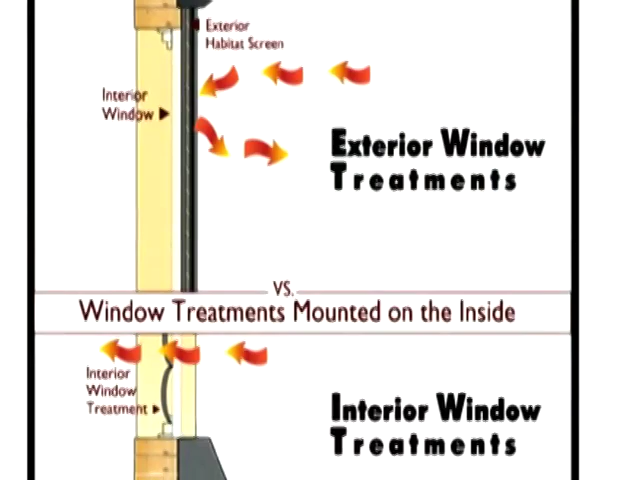 Exterior
Habitat Screen
Interior
Window
Exterior Window
Treatments
VS.
Window Treatments Mounted on the Inside
Interior
Window
Treatment
Interior Window
Treatments